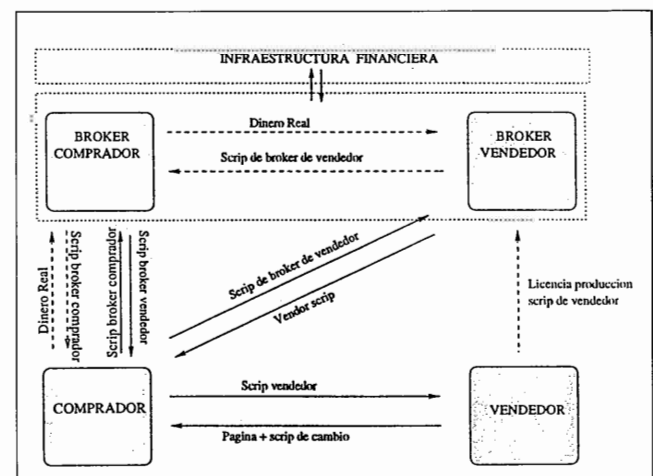 INFRAESTRUCTURA FINANCIERA
BROKER
COMPRADOR
Dinero Real
Scrip de broker de vendedor
BROKER
VENDEDOR
Dinero Real
Scrip broker comprador
Scrip broker comprador
Scrip broker vendedor
Scrip de broker de vendedor
Vendor scrip
Licencia produccion
scrip de vendedor
COMPRADOR
Scrip vendedor
Pagina + scrip de cambio
VENDEDOR